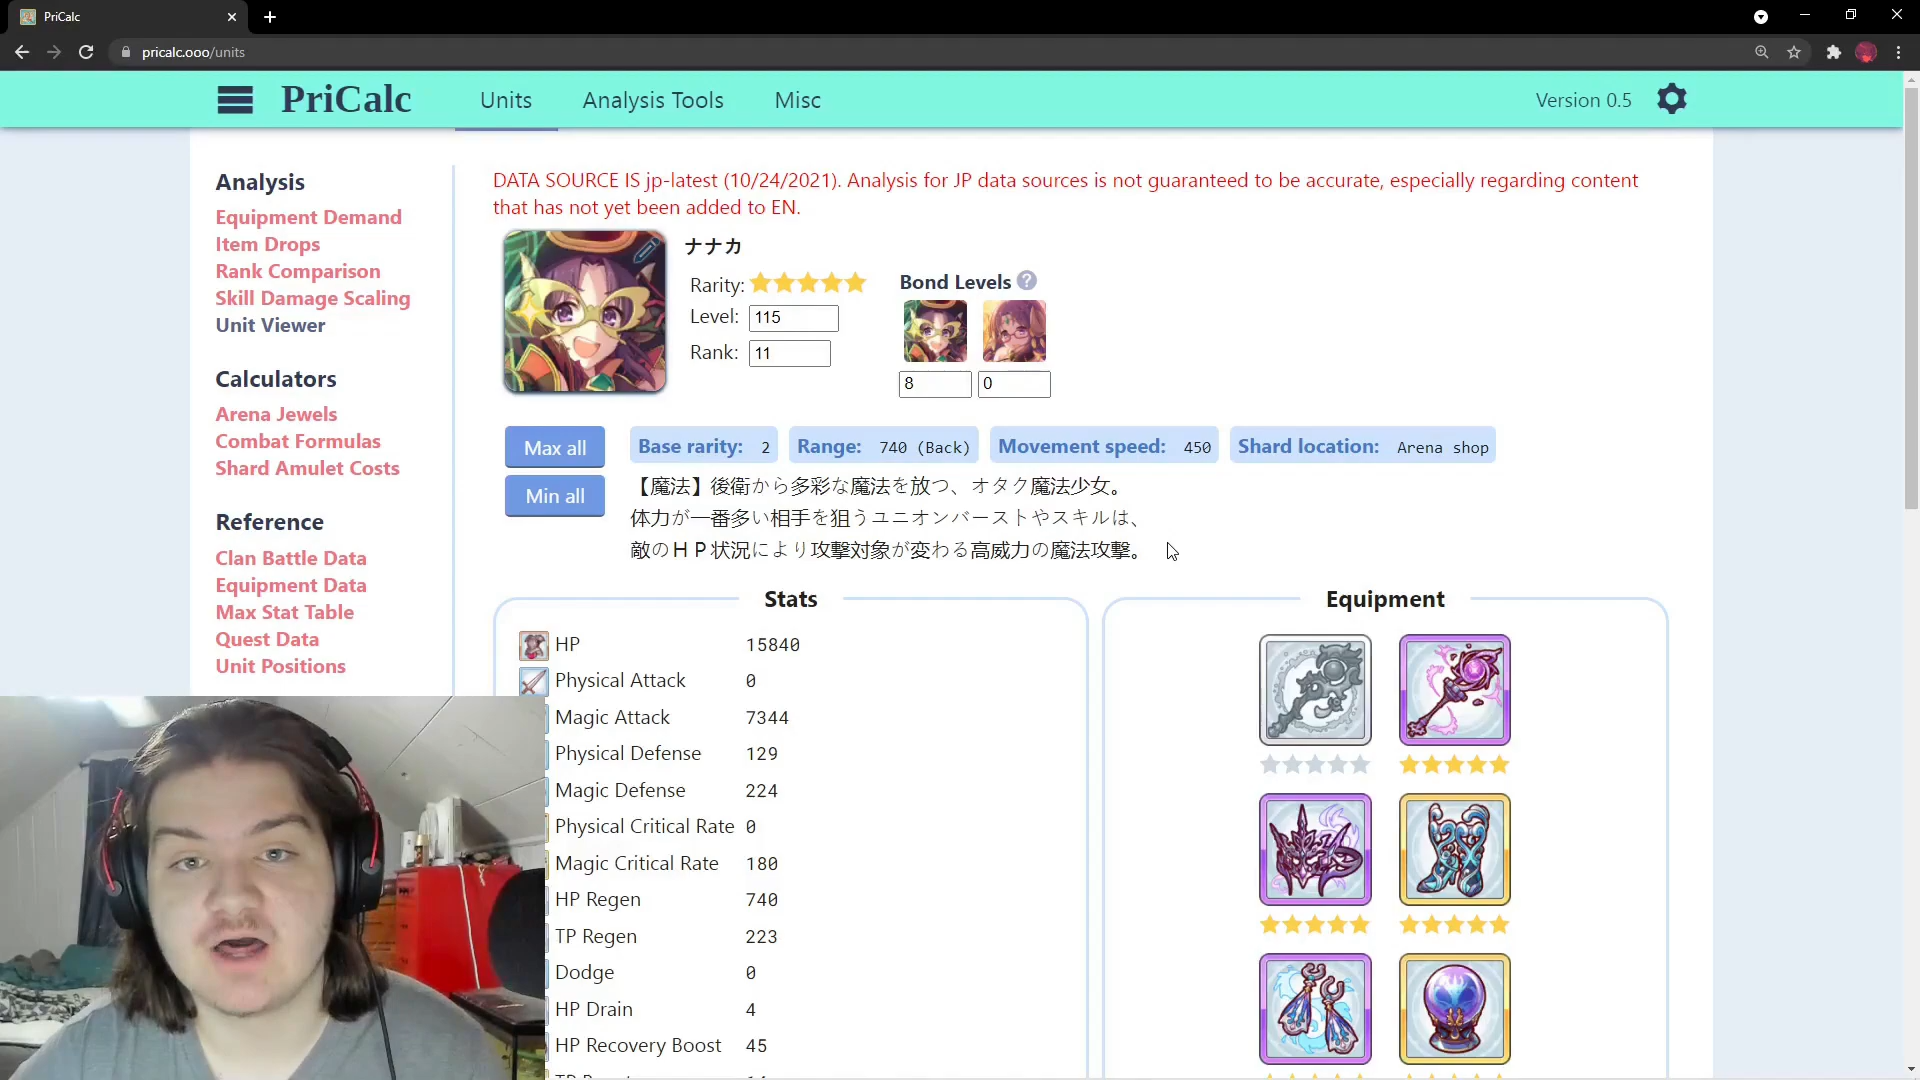 PriCalc
pricalc.ooo/units
PriCalc
Units
Analysis Tools
Misc
Version 0.5
Analysis
Equipment Demand
Item Drops
Rank Comparison
Skill Damage Scaling
Unit Viewer
Calculators
Arena Jewels
Combat Formulas
Shard Amulet Costs
Reference
Clan Battle Data
Equipment Data
Max Stat Table
Quest Data
Unit Positions
DATA SOURCE IS jp-latest (10/24/2021). Analysis for JP data sources is not guaranteed to be accurate, especially regarding content
that has not yet been added to EN.
ナナカ
Rarity:
Level: 115
Rank: 11
Bond Levels ?
8 0
Max all
Min all
Base rarity: 2
Range: 740 (Back)
Movement speed: 450
Shard location: Arena shop
【魔法】後衛から多彩な魔法を放つ、オタク魔法少女。
体力が一番多い相手を狙うユニオンバーストやスキルは、
敵のＨＰ状況により攻撃対象が変わる高威力の魔法攻撃。
Stats
HP 15840
Physical Attack 0
Magic Attack 7344
Physical Defense 129
Magic Defense 224
Physical Critical Rate 0
Magic Critical Rate 180
HP Regen 740
TP Regen 223
Dodge 0
HP Drain 4
HP Recovery Boost 45
Equipment